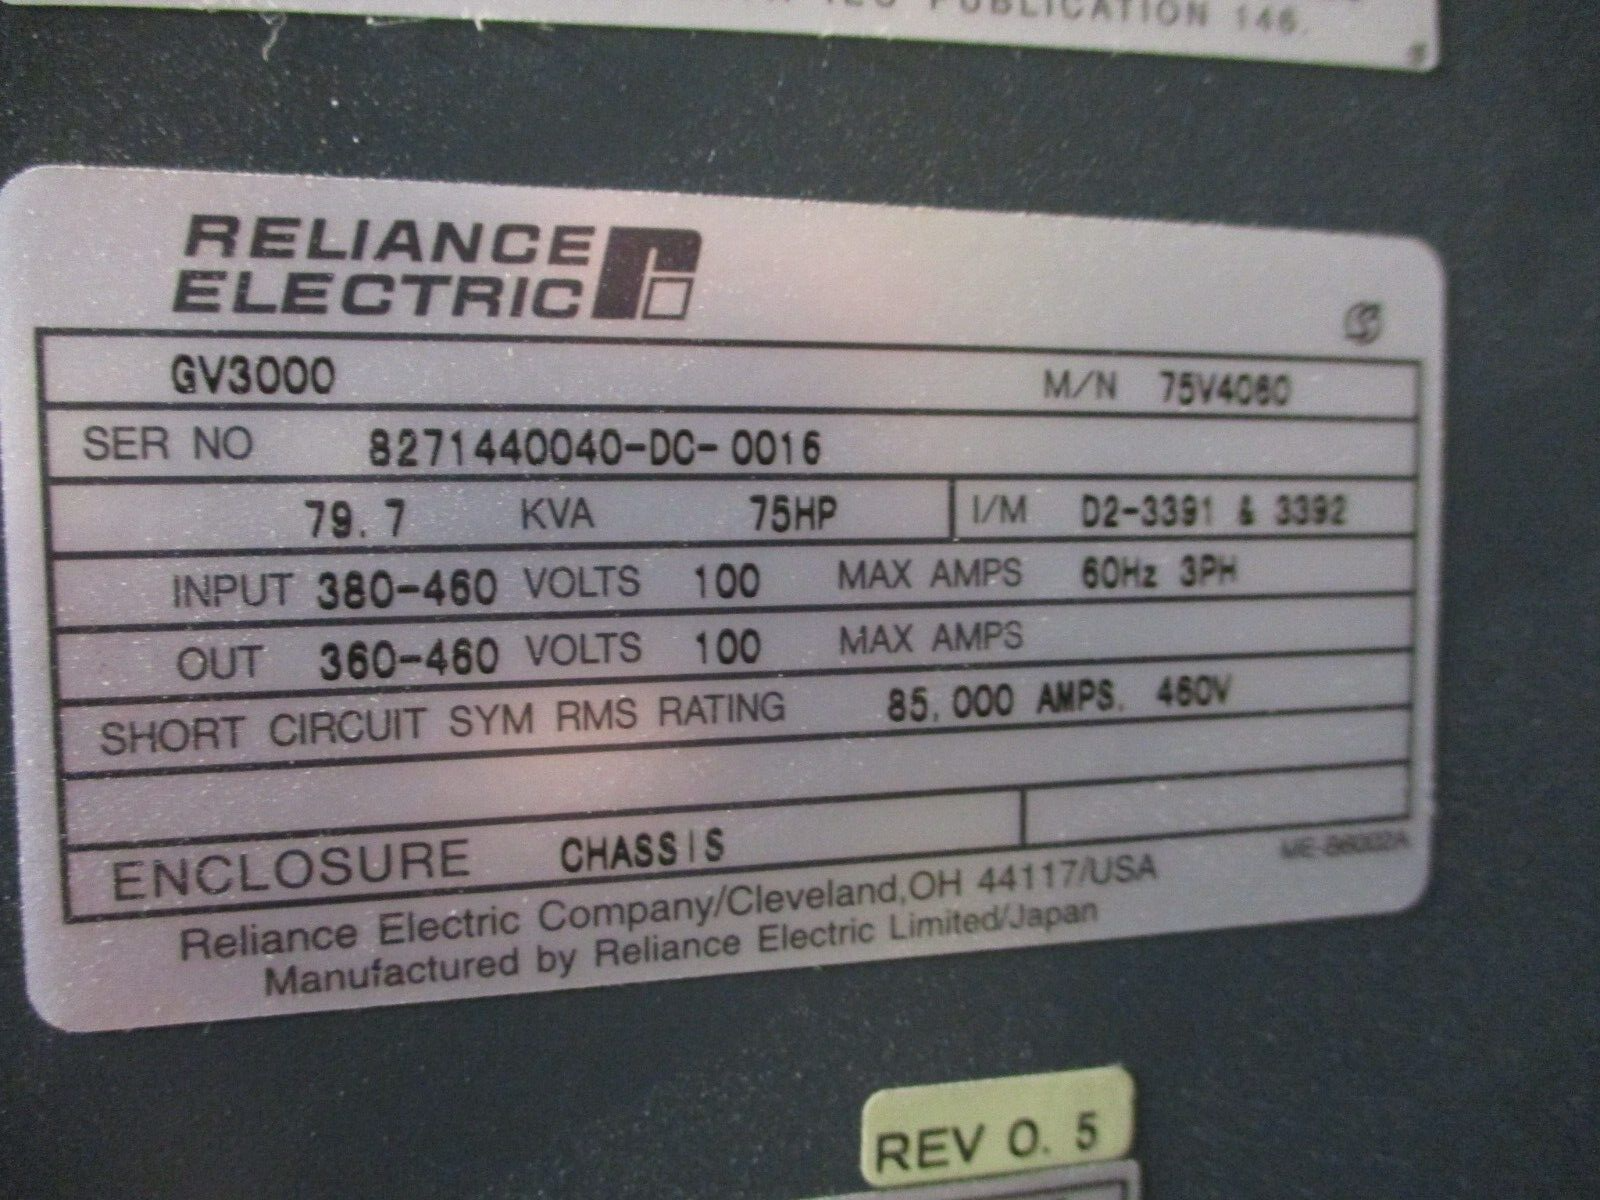 PUBLICATION 146.
RELIANCE
ELECTRIC
GV3000 M/N 75V4060
SER NO 8271440040-DC-0016
79.7 KVA 75HP I/M D2-3391 & 3392
INPUT 380-460 VOLTS 100 MAX AMPS 60Hz 3PH
OUT 360-460 VOLTS 100 MAX AMPS
SHORT CIRCUIT SYM RMS RATING 85,000 AMPS. 460V
ENCLOSURE CHASSIS
Reliance Electric Company/Cleveland,OH 44117/USA
Manufactured by Reliance Electric Limited/Japan
REV 0.5